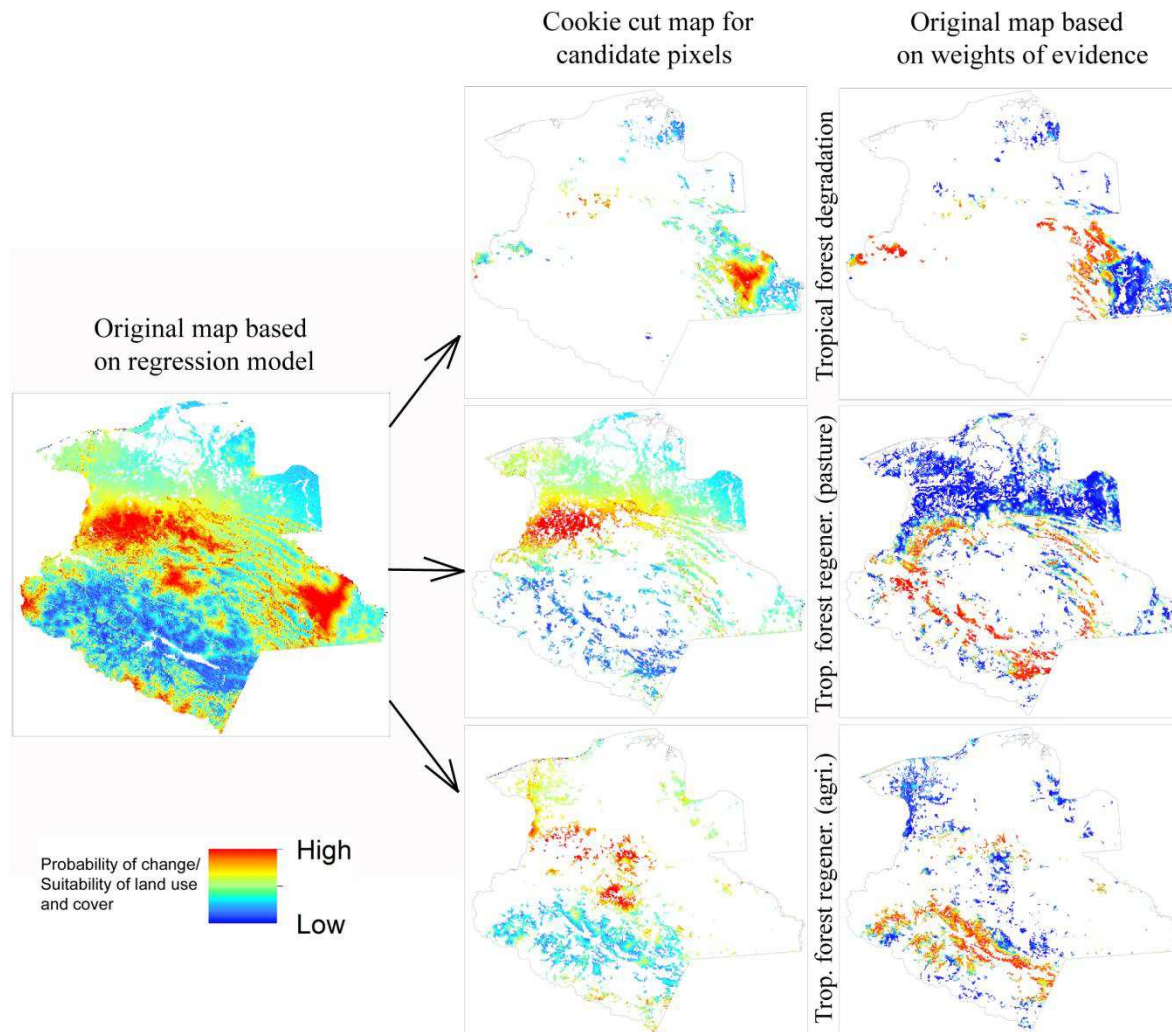 Cookie cut map for
candidate pixels
Original map based
on weights of evidence
Tropical forest degradation
Original map based
on regression model
Trop. forest regener. (pasture)
Trop. forest regener. (agri.)
Probability of change/
Suitability of land use
and cover
High
Low